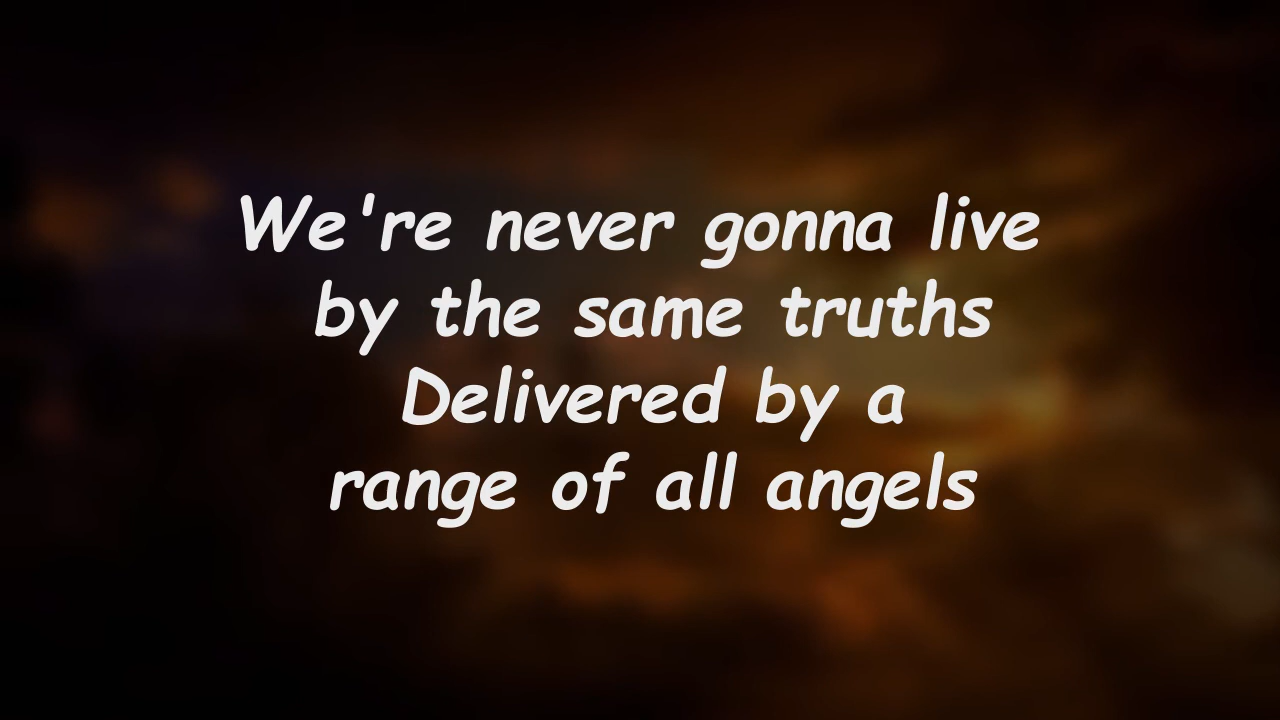 We're never gonna live
by the same truths
Delivered by a
range of all angels